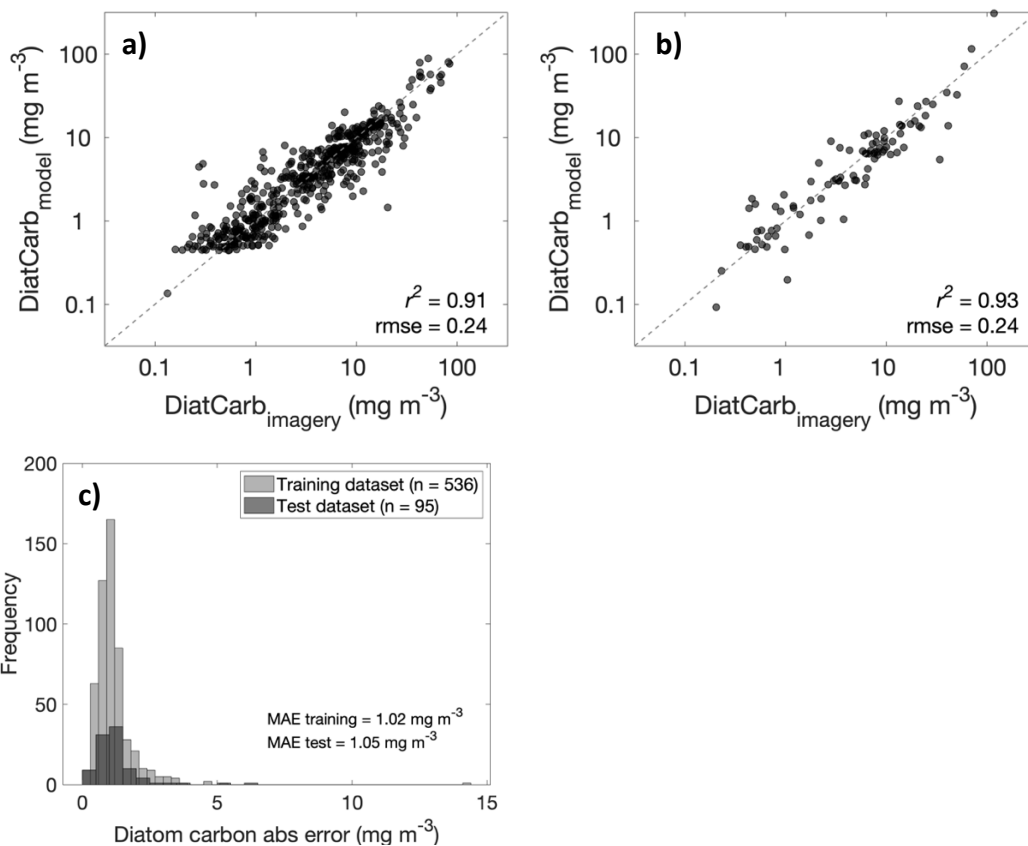 a)
DiatCarb_model (mg m⁻³)
100
10
1
0.1
r² = 0.91
rmse = 0.24
0.1 1 10 100
DiatCarb_imagery (mg m⁻³)
b)
DiatCarb_model (mg m⁻³)
100
10
1
0.1
r² = 0.93
rmse = 0.24
0.1 1 10 100
DiatCarb_imagery (mg m⁻³)
c)
Frequency
200
150
100
50
0
Training dataset (n = 536)
Test dataset (n = 95)
MAE training = 1.02 mg m⁻³
MAE test = 1.05 mg m⁻³
0 5 10 15
Diatom carbon abs error (mg m⁻³)